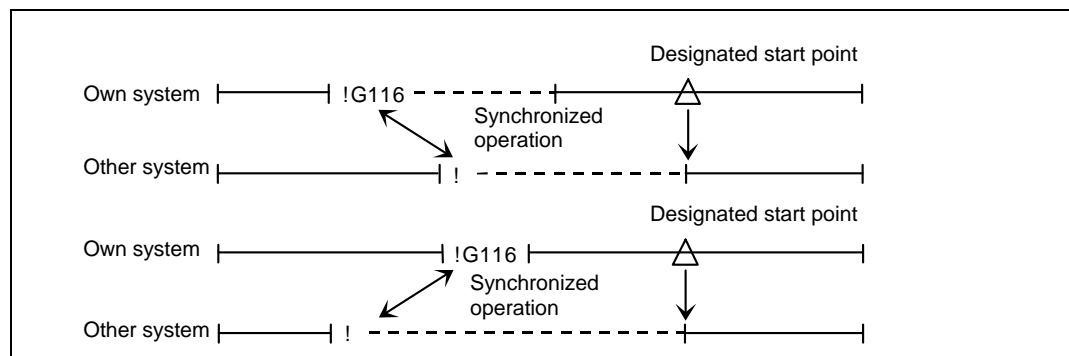 Designated start point
Own system !G116
Synchronized
operation
Other system !
Designated start point
Own system !G116
Synchronized
operation
Other system !